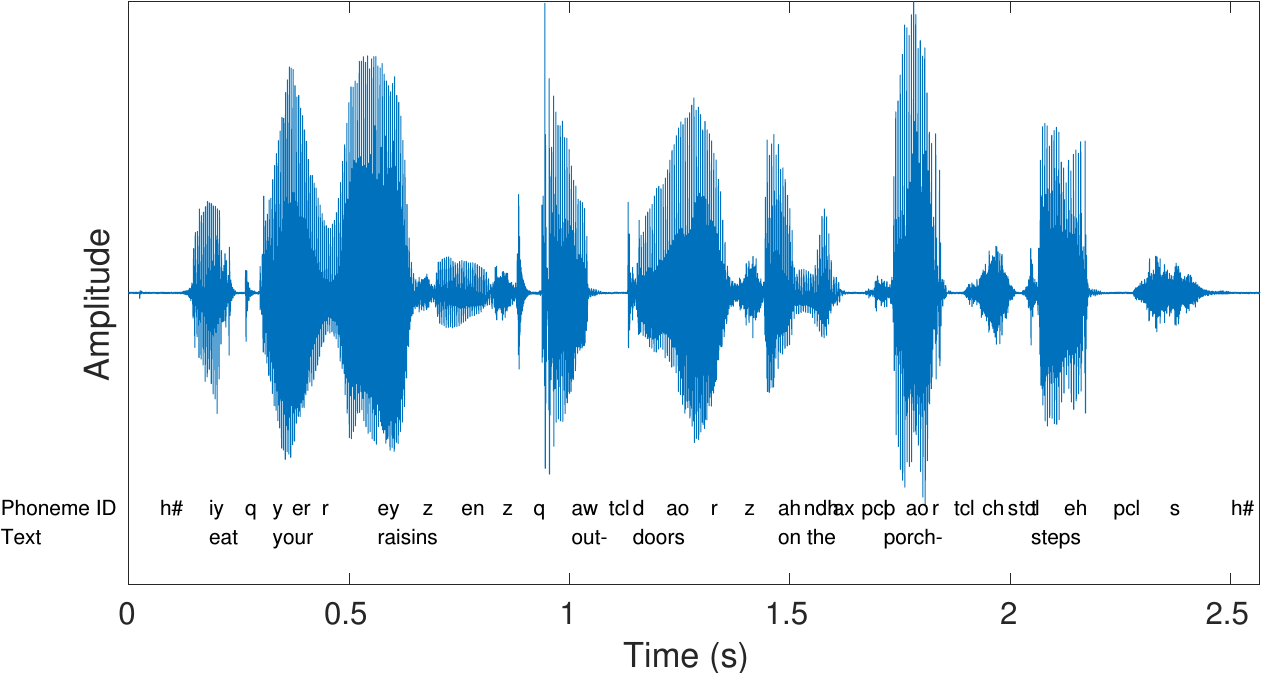 Amplitude
Phoneme ID h# iy q y er r ey z en z q aw tcl d ao r z ah n dh ax pcl p ao r tcl ch s tcl t eh pcl s h#
Text eat your raisins out- doors on the porch- steps
0 0.5 1 1.5 2 2.5
Time (s)